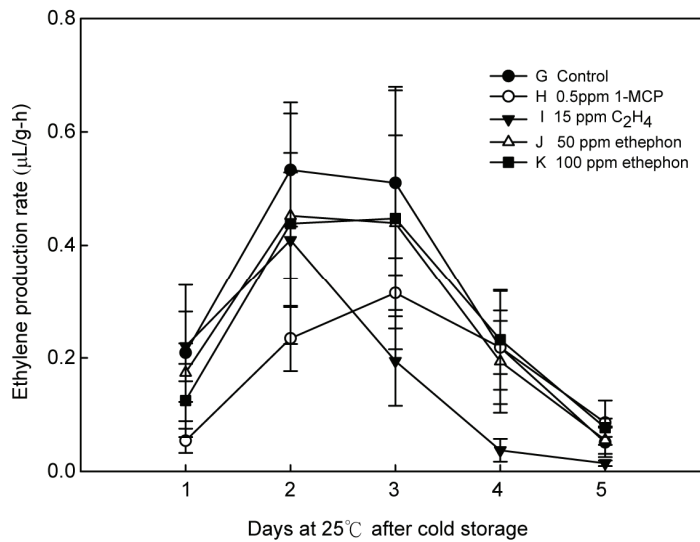 0.8
0.6
0.4
0.2
0.0
Ethylene production rate (μL/g-h)
G Control
H 0.5ppm 1-MCP
I 15 ppm C₂H₄
J 50 ppm ethephon
K 100 ppm ethephon
1 2 3 4 5
Days at 25℃ after cold storage